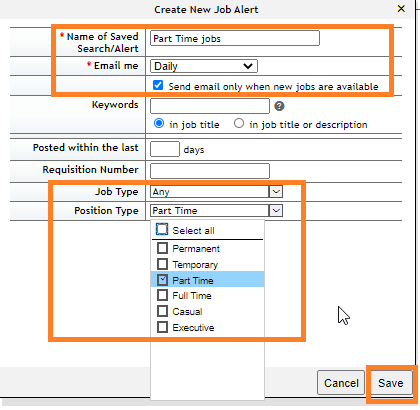 Create New Job Alert
×
* Name of Saved
Search/Alert
Part Time jobs
* Email me
Daily
Send email only when new jobs are available
Keywords
?
in job title
in job title or description
Posted within the last
days
Requisition Number
Job Type
Any
Position Type
Part Time
Select all
Permanent
Temporary
Part Time
Full Time
Casual
Executive
Cancel
Save